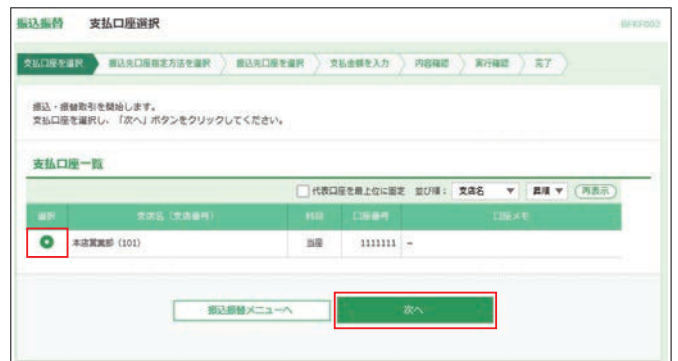 振込振替 支払口座選択 BFKF002
支払口座を選択 振込先口座指定方法を選択 振込先口座を選択 支払金額を入力 内容確認 実行確認 完了
振込・振替取引を開始します。
支払口座を選択し、「次へ」ボタンをクリックしてください。
支払口座一覧
代表口座を最上位に固定 並び順： 支店名 ▼ 昇順 ▼ 再表示
選択 支店名（支店番号） 科目 口座番号 口座メモ
本店営業部（101） 当座 1111111 −
振込振替メニューへ 次へ